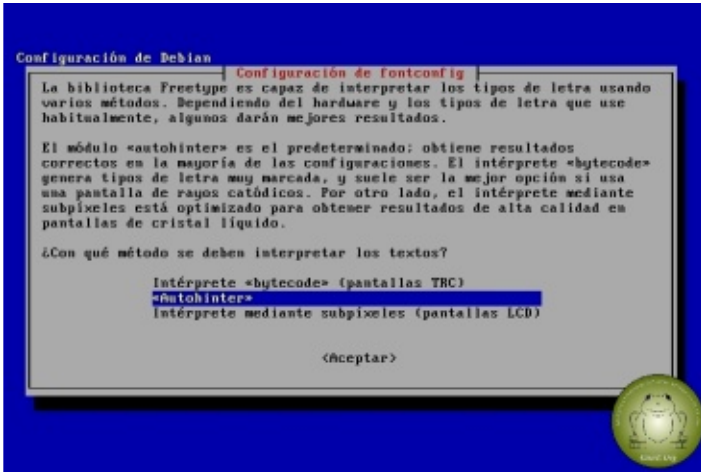 Configuración de Debian
Configuración de fontconfig
La biblioteca Freetype es capaz de interpretar los tipos de letra usando
varios métodos. Dependiendo del hardware y los tipos de letra que use
habitualmente, algunos darán mejores resultados.
El módulo «autohinter» es el predeterminado; obtiene resultados
correctos en la mayoría de las configuraciones. El intérprete «bytecode»
genera tipos de letra muy marcada, y suele ser la mejor opción si usa
una pantalla de rayos catódicos. Por otro lado, el intérprete mediante
subpíxeles está optimizado para obtener resultados de alta calidad en
pantallas de cristal líquido.
¿Con qué método se deben interpretar los textos?
Intérprete «bytecode» (pantallas TRC)
«Autohinter»
Intérprete mediante subpíxeles (pantallas LCD)
<Aceptar>